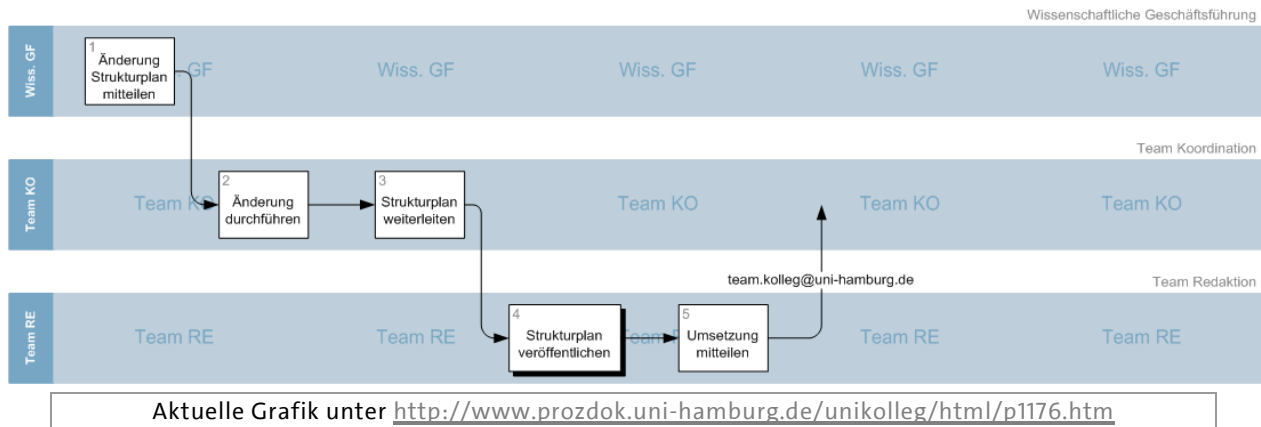 Wissenschaftliche Geschäftsführung
Wiss. GF
1
Änderung
Strukturplan
mitteilen
. GF
Wiss. GF
Wiss. GF
Wiss. GF
Wiss. GF
Team Koordination
Team KO
Team KO
2
Änderung
durchführen
3
Strukturplan
weiterleiten
Team KO
Team KO
Team KO
team.kolleg@uni-hamburg.de
Team Redaktion
Team RE
Team RE
Team RE
4
Strukturplan
veröffentlichen
5
Umsetzung
mitteilen
Team RE
Team RE
Aktuelle Grafik unter http://www.prozdok.uni-hamburg.de/unikolleg/html/p1176.htm